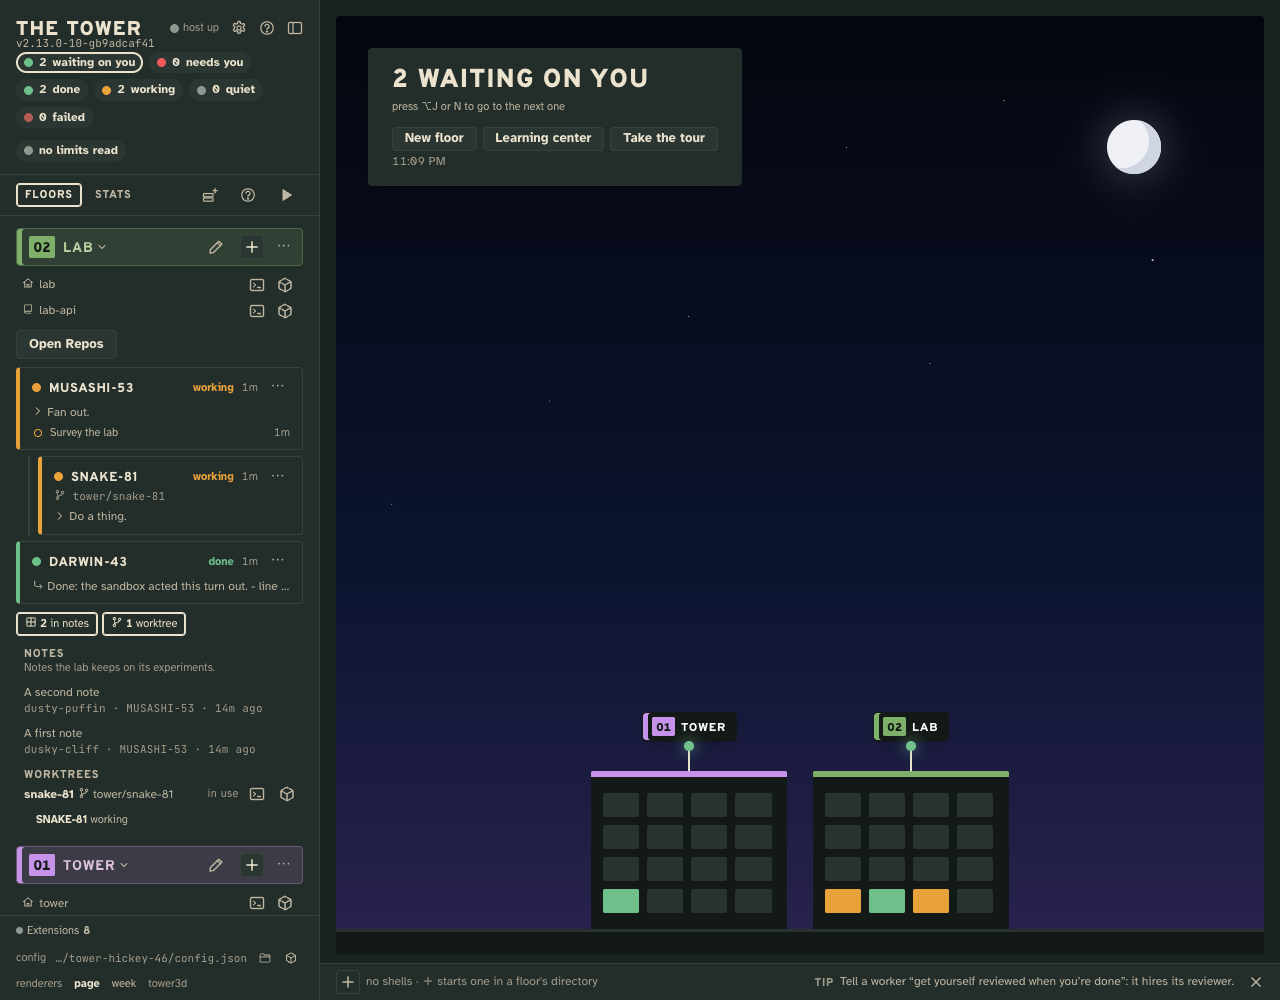 THE TOWER
host up
v2.13.0-10-gb9adcaf41
2 waiting on you
0 needs you
2 done
2 working
0 quiet
0 failed
no limits read
FLOORS
STATS
02 LAB
lab
lab-api
Open Repos
MUSASHI-53 working 1m
Fan out.
Survey the lab 1m
SNAKE-81 working 1m
tower/snake-81
Do a thing.
DARWIN-43 done 1m
Done: the sandbox acted this turn out. - line ...
2 in notes
1 worktree
NOTES
Notes the lab keeps on its experiments.
A second note
dusty-puffin · MUSASHI-53 · 14m ago
A first note
dusky-cliff · MUSASHI-53 · 14m ago
WORKTREES
snake-81 tower/snake-81 in use
SNAKE-81 working
01 TOWER
tower
Extensions 8
config …/tower-hickey-46/config.json
renderers page week tower3d
2 WAITING ON YOU
press ⌥J or N to go to the next one
New floor
Learning center
Take the tour
11:09 PM
01 TOWER
02 LAB
no shells · + starts one in a floor's directory
TIP Tell a worker “get yourself reviewed when you're done”: it hires its reviewer.